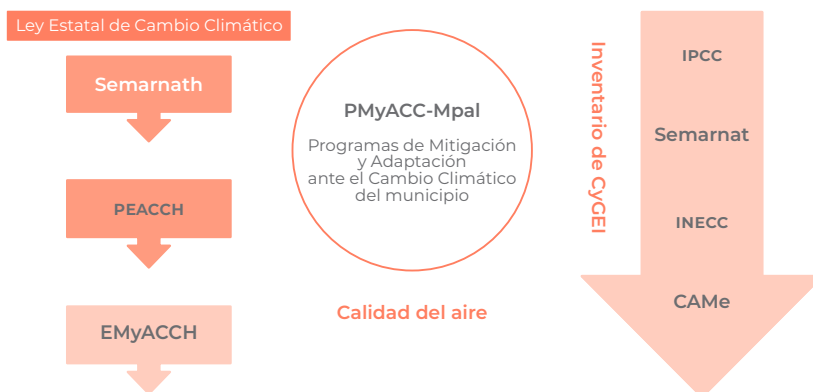 Ley Estatal de Cambio Climático
Semarnath
PEACCH
EMyACCH
PMyACC-Mpal
Programas de Mitigación
y Adaptación
ante el Cambio Climático
del municipio
Calidad del aire
Inventario de CyGEI
IPCC
Semarnat
INECC
CAMe